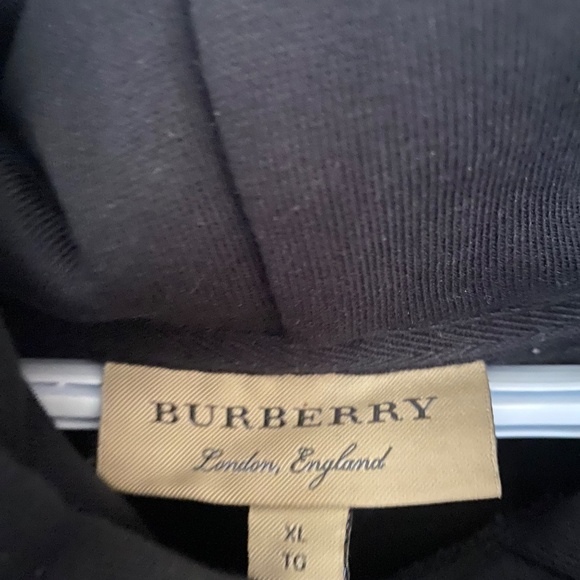 BURBERRY
London, England
XL
TG